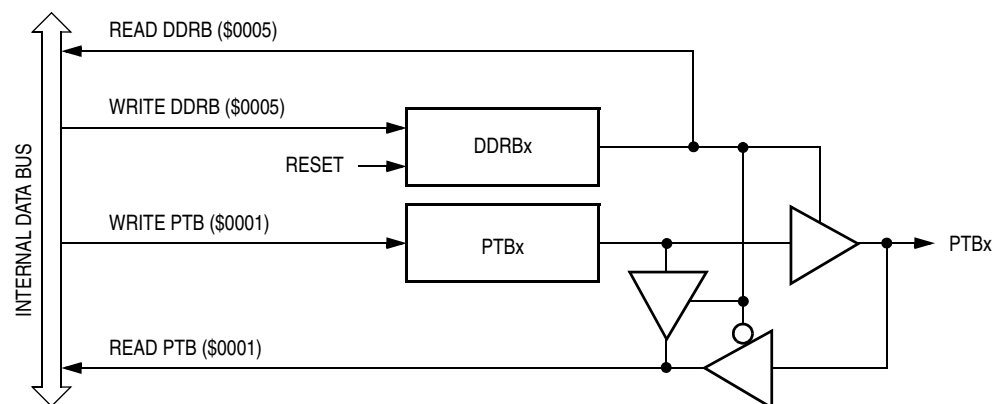 READ DDRB ($0005)
WRITE DDRB ($0005)
DDRBx
RESET
WRITE PTB ($0001)
PTBx
PTBx
READ PTB ($0001)
INTERNAL DATA BUS